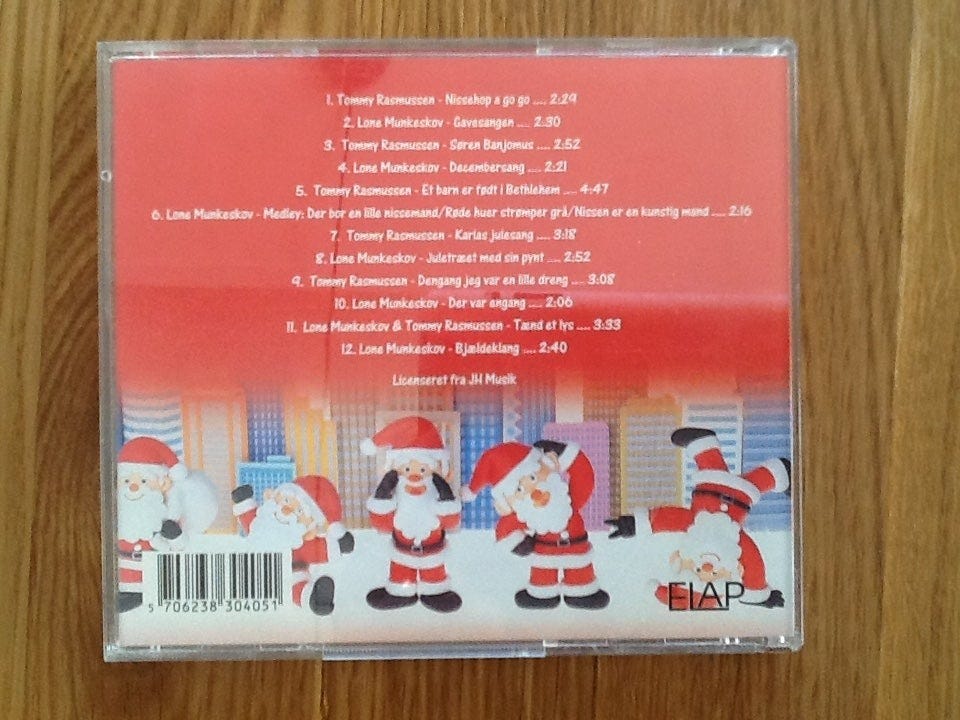 1. Tommy Rasmussen - Nissehop a go go .... 2:29
2. Lone Munkeskov - Gavesangen .... 2:30
3. Tommy Rasmussen - Søren Banjomus .... 2:52
4. Lone Munkeskov - Decembersang .... 2:21
5. Tommy Rasmussen - Et barn er født i Bethlehem .... 4:47
6. Lone Munkeskov - Medley: Der bor en lille nissemand/Røde huer strømper grå/Nissen er en kunstig mand .... 2:16
7. Tommy Rasmussen - Karlas julesang .... 3:18
8. Lone Munkeskov - Juletræet med sin pynt .... 2:52
9. Tommy Rasmussen - Dengang jeg var en lille dreng .... 3:08
10. Lone Munkeskov - Der var engang .... 2:06
11. Lone Munkeskov & Tommy Rasmussen - Tænd et lys .... 3:33
12. Lone Munkeskov - Bjældeklang .... 2:40
Licenseret fra JH Musik
5 706238 304051
ELAP